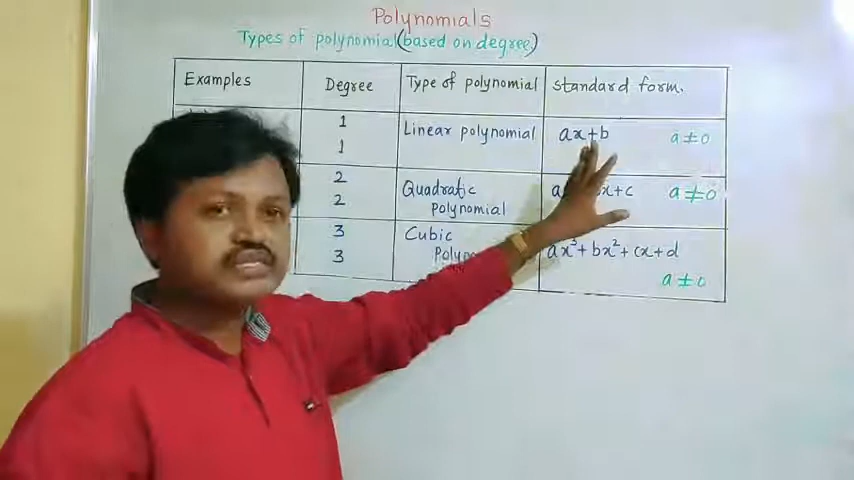 Polynomials
Types of polynomial (based on degree)
Examples Degree Type of polynomial Standard form.
1 Linear polynomial ax+b a≠0
1
2 Quadratic x+c a≠0
2 polynomial
3 Cubic ax³+bx²+cx+d
3 a≠0